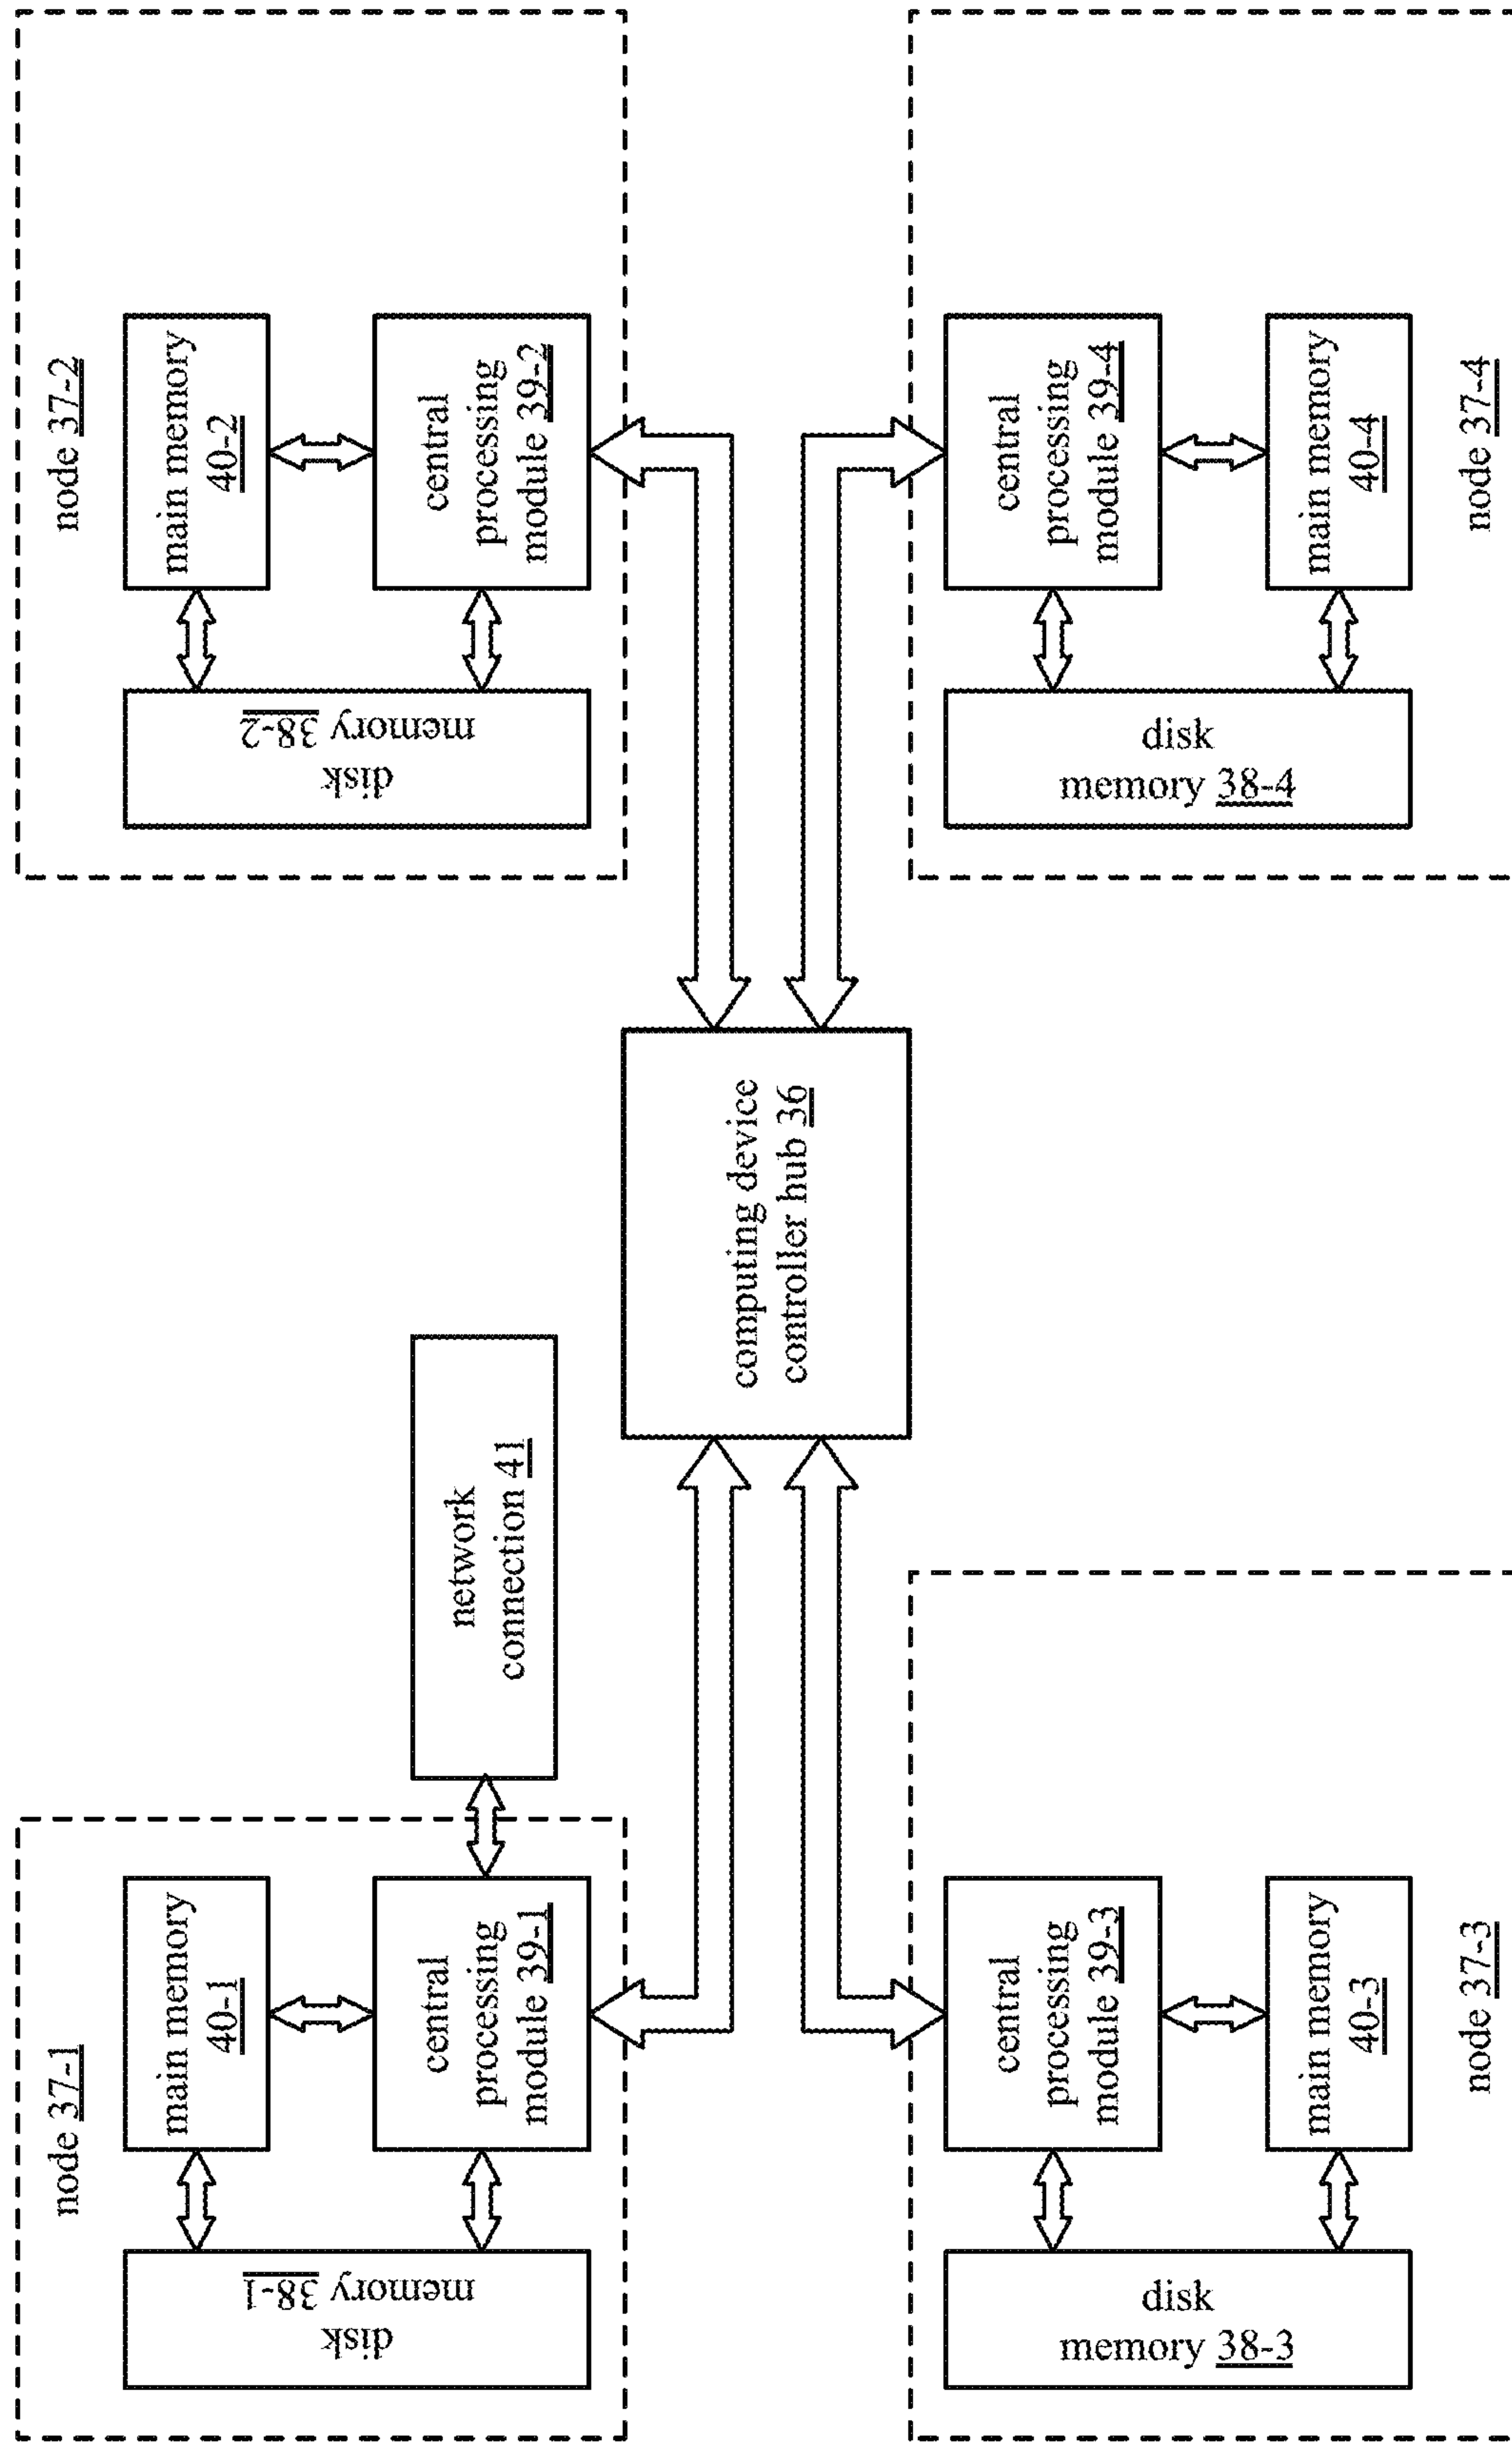 node 37-1
main memory
40-1
central
processing
module 39-1
disk
memory 38-1
network
connection 41
node 37-2
main memory
40-2
central
processing
module 39-2
disk
memory 38-2
computing device
controller hub 36
central
processing
module 39-3
main memory
40-3
disk
memory 38-3
node 37-3
central
processing
module 39-4
main memory
40-4
disk
memory 38-4
node 37-4